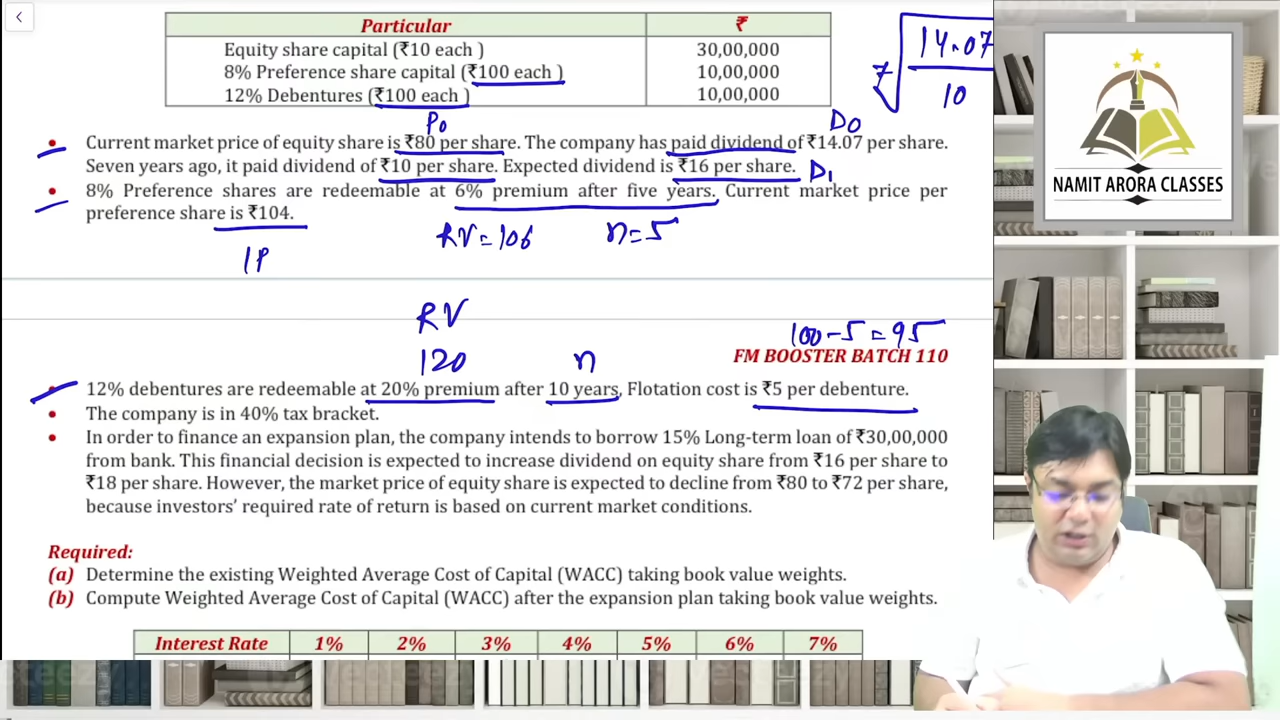 Particular ₹
Equity share capital (₹10 each ) 30,00,000
8% Preference share capital (₹100 each ) 10,00,000
12% Debentures (₹100 each ) 10,00,000
7√ 14.07
10
P0 D0
• Current market price of equity share is ₹80 per share. The company has paid dividend of ₹14.07 per share.
Seven years ago, it paid dividend of ₹10 per share. Expected dividend is ₹16 per share. D1
• 8% Preference shares are redeemable at 6% premium after five years. Current market price per
preference share is ₹104.
RV = 106 n = 5
IP
NAMIT ARORA CLASSES
RV
120 n
100 - 5 = 95
FM BOOSTER BATCH 110
• 12% debentures are redeemable at 20% premium after 10 years, Flotation cost is ₹5 per debenture.
• The company is in 40% tax bracket.
• In order to finance an expansion plan, the company intends to borrow 15% Long-term loan of ₹30,00,000
from bank. This financial decision is expected to increase dividend on equity share from ₹16 per share to
₹18 per share. However, the market price of equity share is expected to decline from ₹80 to ₹72 per share,
because investors' required rate of return is based on current market conditions.
Required:
(a) Determine the existing Weighted Average Cost of Capital (WACC) taking book value weights.
(b) Compute Weighted Average Cost of Capital (WACC) after the expansion plan taking book value weights.
Interest Rate 1% 2% 3% 4% 5% 6% 7%